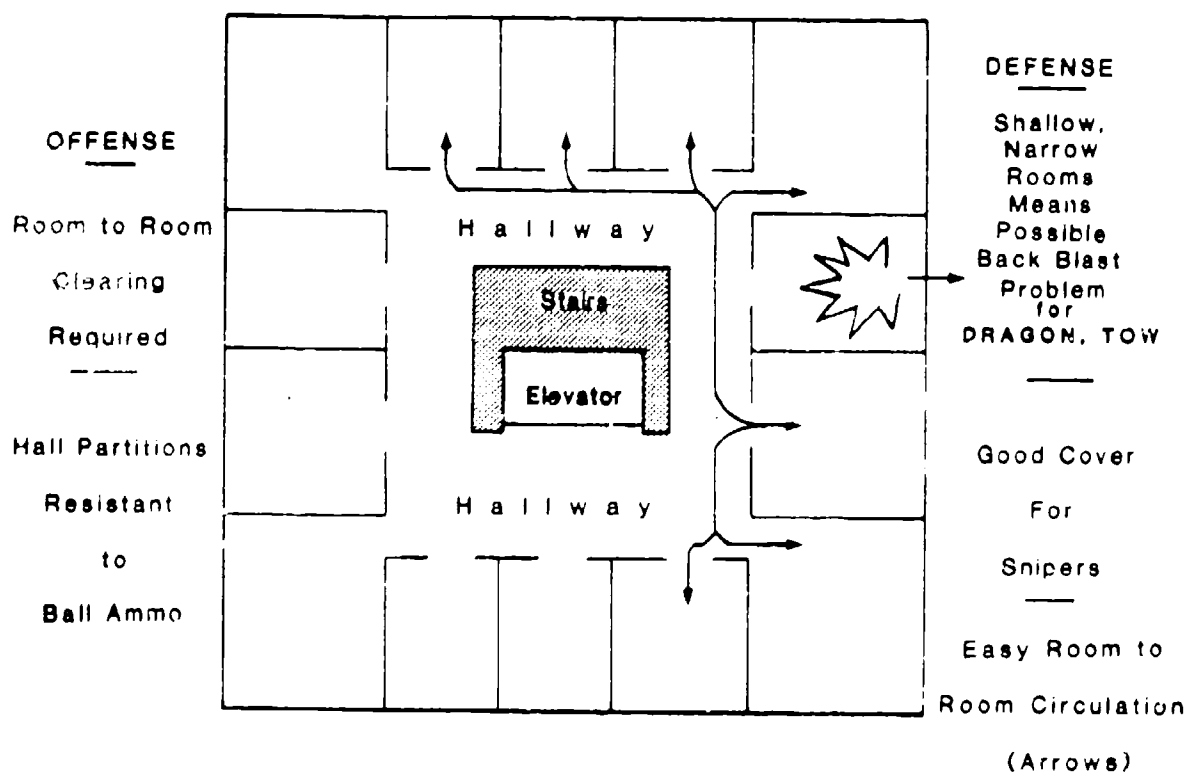 OFFENSE
Room to Room
Clearing
Required
Hall Partitions
Resistant
to
Ball Ammo
Hallway
Stairs
Elevator
Hallway
DEFENSE
Shallow,
Narrow
Rooms
Means
Possible
Back Blast
Problem
for
DRAGON, TOW
Good Cover
For
Snipers
Easy Room to
Room Circulation
(Arrows)